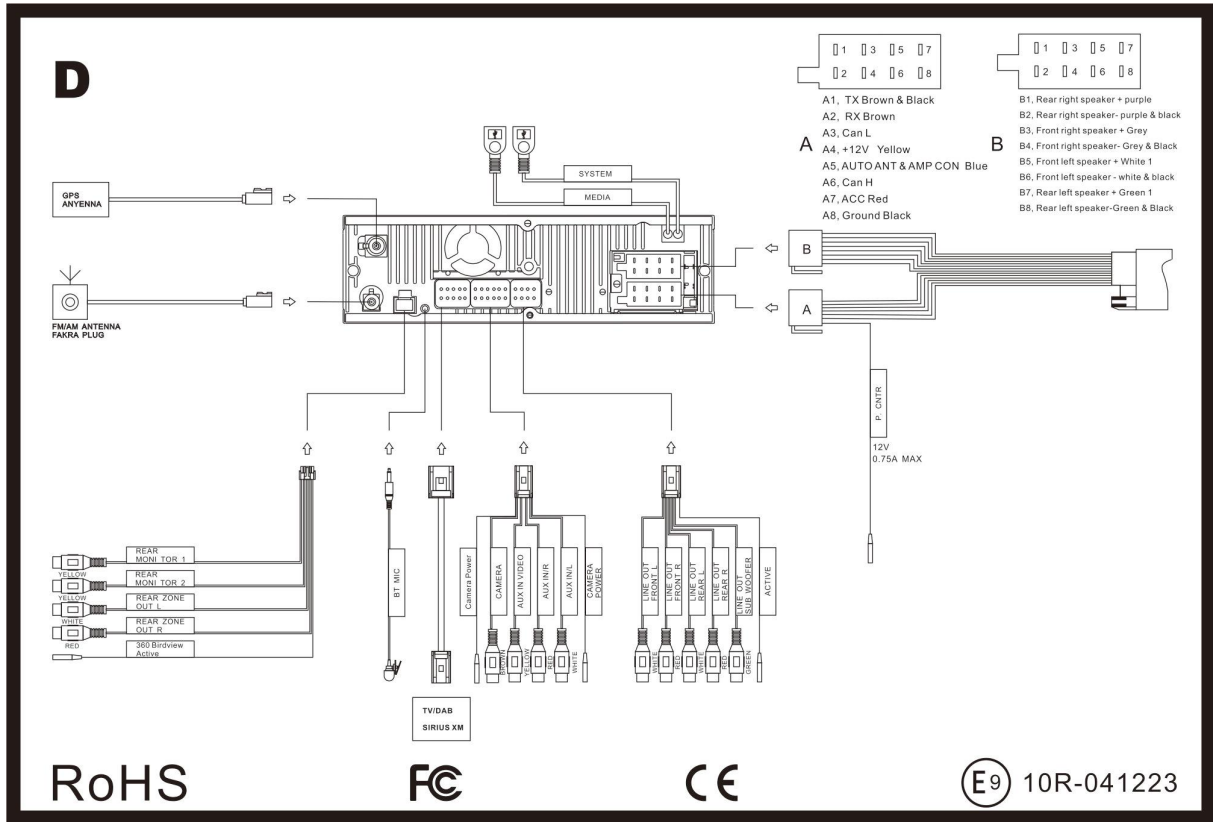 D
1 3 5 7
2 4 6 8
A
A1, TX Brown & Black
A2, RX Brown
A3, Can L
A4, +12V Yellow
A5, AUTO ANT & AMP CON Blue
A6, Can H
A7, ACC Red
A8, Ground Black
1 3 5 7
2 4 6 8
B
B1, Rear right speaker + purple
B2, Rear right speaker- purple & black
B3, Front right speaker + Grey
B4, Front right speaker- Grey & Black
B5, Front left speaker + White 1
B6, Front left speaker - white & black
B7, Rear left speaker + Green 1
B8, Rear left speaker-Green & Black
SYSTEM
MEDIA
GPS
ANYENNA
FM/AM ANTENNA
FAKRA PLUG
B
A
P. CNTR
12V
0.75A MAX
REAR
MONI TOR 1
YELLOW
REAR
MONI TOR 2
YELLOW
REAR ZONE
OUT L
WHITE
REAR ZONE
OUT R
RED
360 Birdview
Active
BT MIC
TV/DAB
SIRIUS XM
Camera Power
CAMERA
AUX IN VIDEO
AUX IN/R
AUX IN/L
CAMERA
POWER
BROWN
YELLOW
RED
WHITE
LINE OUT
FRONT L
LINE OUT
FRONT R
LINE OUT
REAR L
LINE OUT
REAR R
LINE OUT
SUB WOOFER
ACTIVE
WHITE
RED
WHITE
RED
GREEN
RoHS
FC
CE
E9 10R-041223